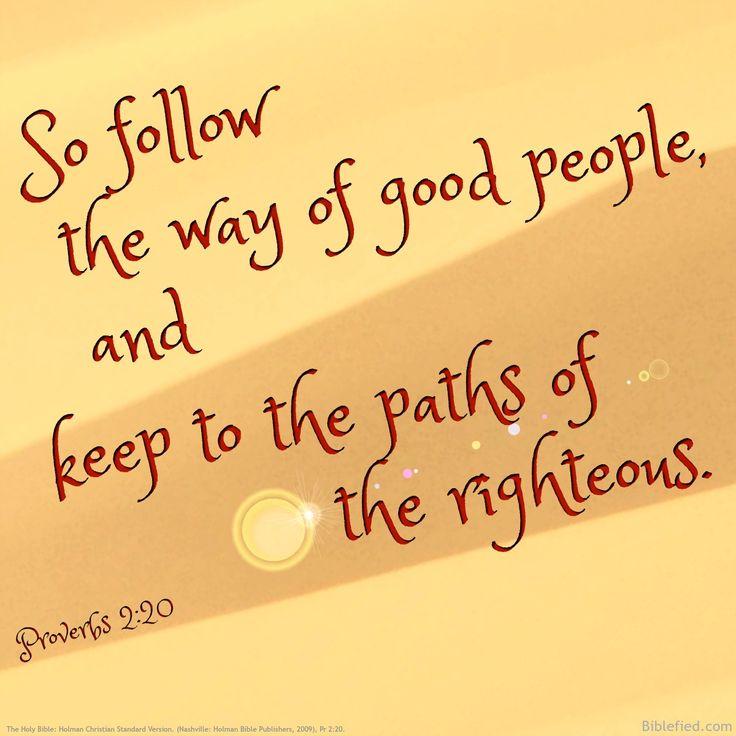 So follow
the way of good people,
and
keep to the paths of
the righteous.
Proverbs 2:20
The Holy Bible: Holman Christian Standard Version. (Nashville: Holman Bible Publishers, 2009), Pr 2:20.
Biblefied.com